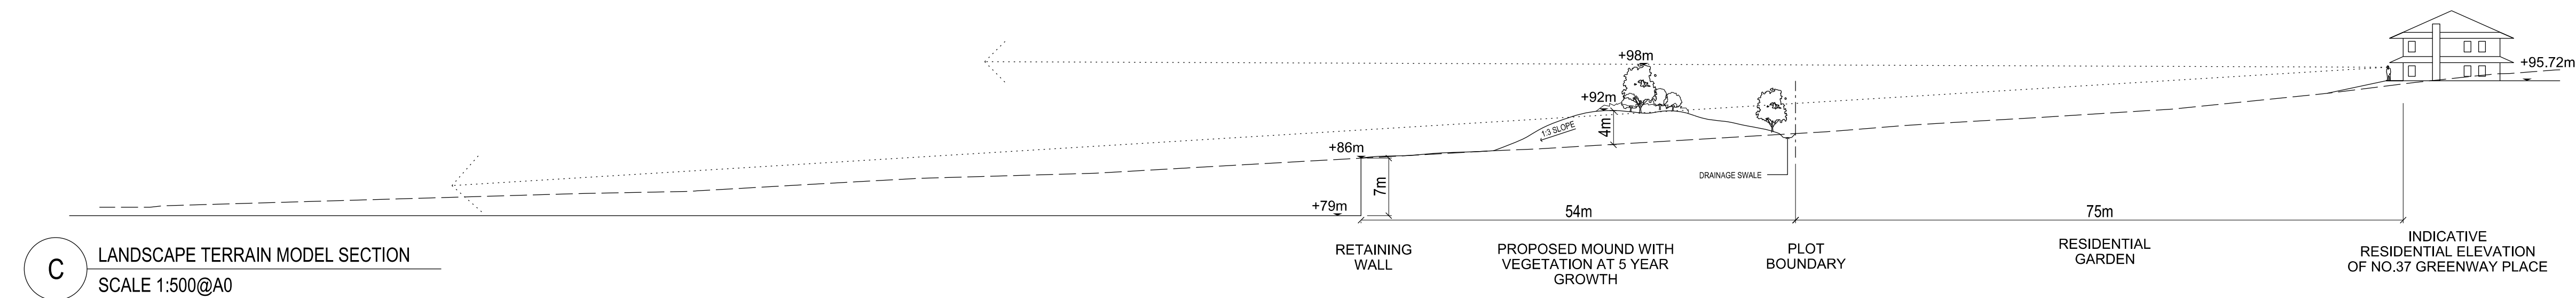 +98m
+95.72m
+92m
1:3 SLOPE
4m
+86m
7m
DRAINAGE SWALE
+79m
54m
75m
RETAINING
WALL
PROPOSED MOUND WITH
VEGETATION AT 5 YEAR
GROWTH
PLOT
BOUNDARY
RESIDENTIAL
GARDEN
INDICATIVE
RESIDENTIAL ELEVATION
OF NO.37 GREENWAY PLACE
C
LANDSCAPE TERRAIN MODEL SECTION
SCALE 1:500@A0